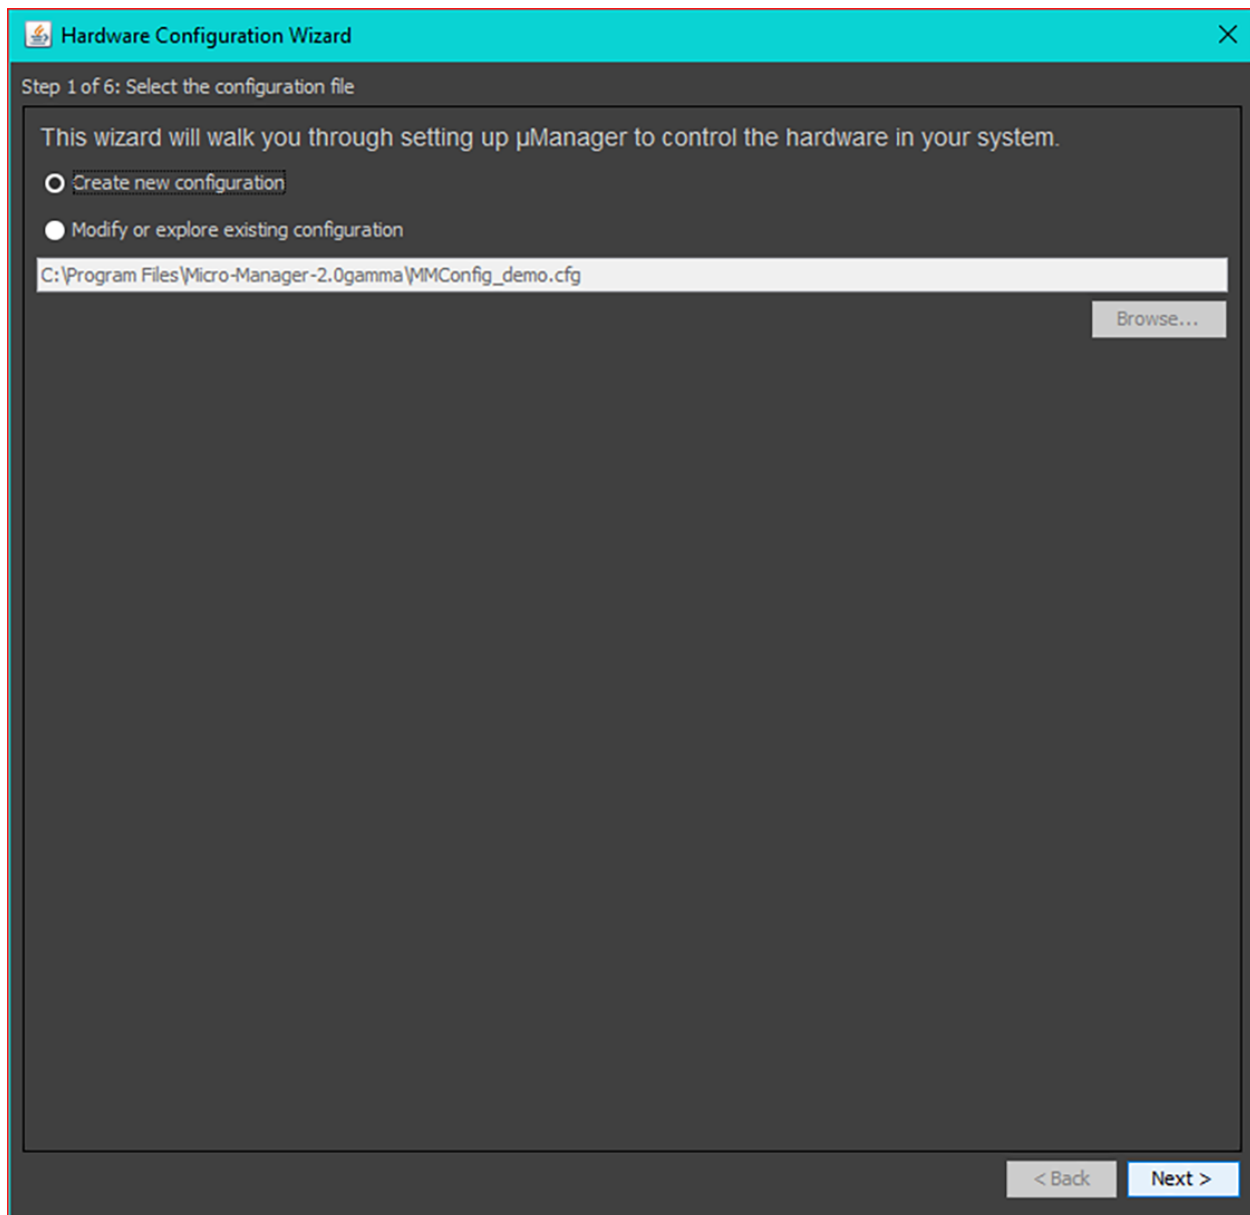 Hardware Configuration Wizard
Step 1 of 6: Select the configuration file
This wizard will walk you through setting up µManager to control the hardware in your system.
Create new configuration
Modify or explore existing configuration
C:\Program Files\Micro-Manager-2.0gamma\MMConfig_demo.cfg
Browse...
< Back Next >